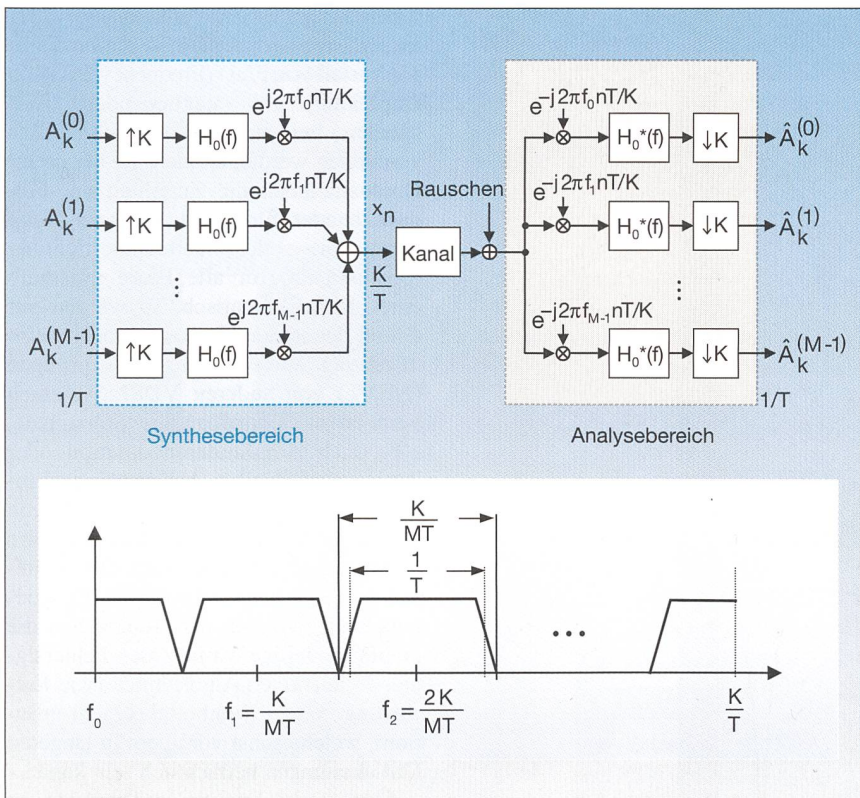 e^{j2πf_0nT/K}
A_k^{(0)} ↑K H_0(f)
e^{j2πf_1nT/K}
A_k^{(1)} ↑K H_0(f)
⋮
e^{j2πf_{M-1}nT/K}
A_k^{(M-1)} ↑K H_0(f)
1/T
Synthesebereich
x_n
K/T
Kanal
Rauschen
e^{-j2πf_0nT/K}
H_0*(f) ↓K Â_k^{(0)}
e^{-j2πf_1nT/K}
H_0*(f) ↓K Â_k^{(1)}
⋮
e^{-j2πf_{M-1}nT/K}
H_0*(f) ↓K Â_k^{(M-1)}
1/T
Analysebereich
K/MT
1/T
•••
f_0 f_1 = K/MT f_2 = 2K/MT K/T